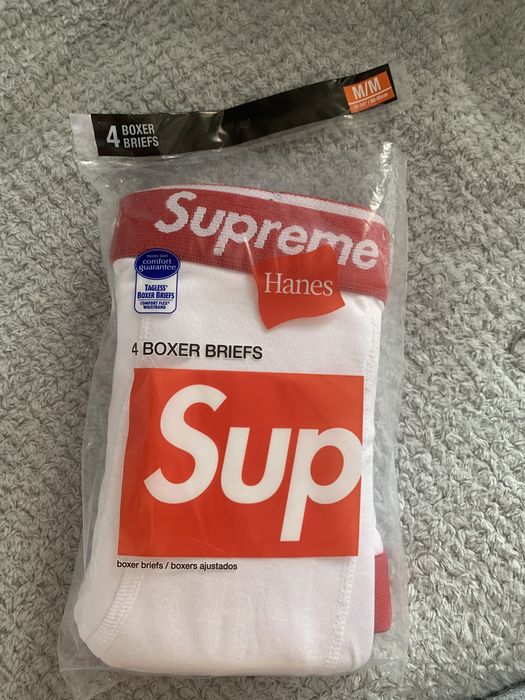 4 BOXER
BRIEFS
M/M
Supreme
comfort
guarantee
TAGLESS®
BOXER BRIEFS
COMFORT FLEX®
WAISTBAND
Hanes
4 BOXER BRIEFS
Sup
boxer briefs / boxers ajustados